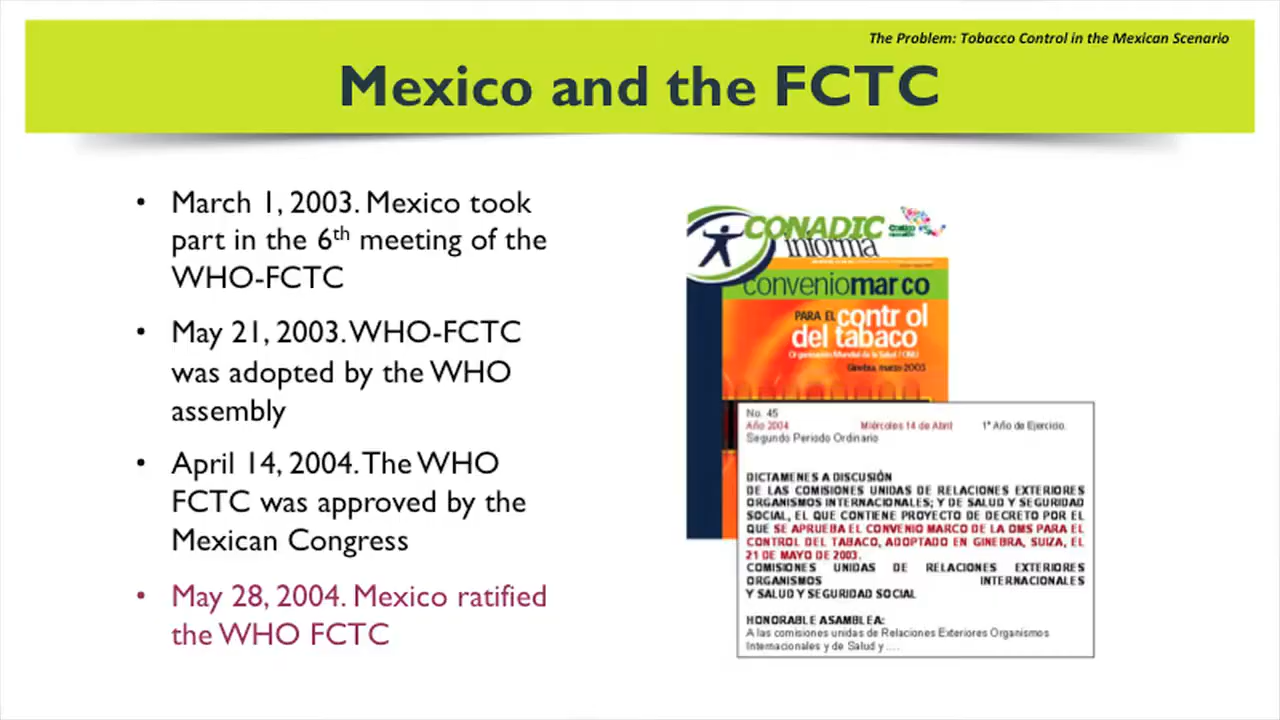 The Problem: Tobacco Control in the Mexican Scenario
Mexico and the FCTC
• March 1, 2003. Mexico took
part in the 6th meeting of the
WHO-FCTC
• May 21, 2003. WHO-FCTC
was adopted by the WHO
assembly
• April 14, 2004. The WHO
FCTC was approved by the
Mexican Congress
• May 28, 2004. Mexico ratified
the WHO FCTC
CONADIC
informa
conveniomarco
PARA EL control
del tabaco
Organización Mundial de la Salud / ONU
Ginebra, marzo 2003
No. 45
Año 2004 Miércoles 14 de Abril 1° Año de Ejercicio.
Segundo Periodo Ordinario
DICTAMENES A DISCUSIÓN
DE LAS COMISIONES UNIDAS DE RELACIONES EXTERIORES
ORGANISMOS INTERNACIONALES; Y DE SALUD Y SEGURIDAD
SOCIAL, EL QUE CONTIENE PROYECTO DE DECRETO POR EL
QUE SE APRUEBA EL CONVENIO MARCO DE LA OMS PARA EL
CONTROL DEL TABACO, ADOPTADO EN GINEBRA, SUIZA, EL
21 DE MAYO DE 2003.
COMISIONES UNIDAS DE RELACIONES EXTERIORES
ORGANISMOS INTERNACIONALES
Y SALUD Y SEGURIDAD SOCIAL
HONORABLE ASAMBLEA:
A las comisiones unidas de Relaciones Exteriores Organismos
Internacionales y de Salud y ....